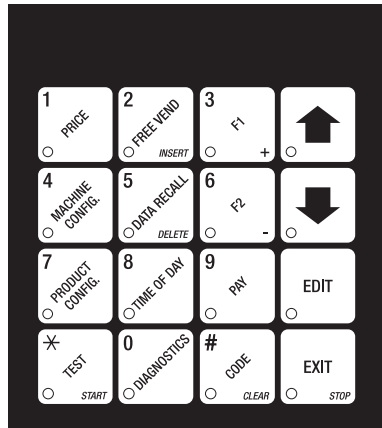 1
PRICE
2
FREE VEND
INSERT
3
F1
+
4
MACHINE
CONFIG.
5
DATA RECALL
DELETE
6
F2
-
7
PRODUCT
CONFIG.
8
TIME OF DAY
9
PAY
EDIT
*
TEST
START
0
DIAGNOSTICS
#
CODE
CLEAR
EXIT
STOP